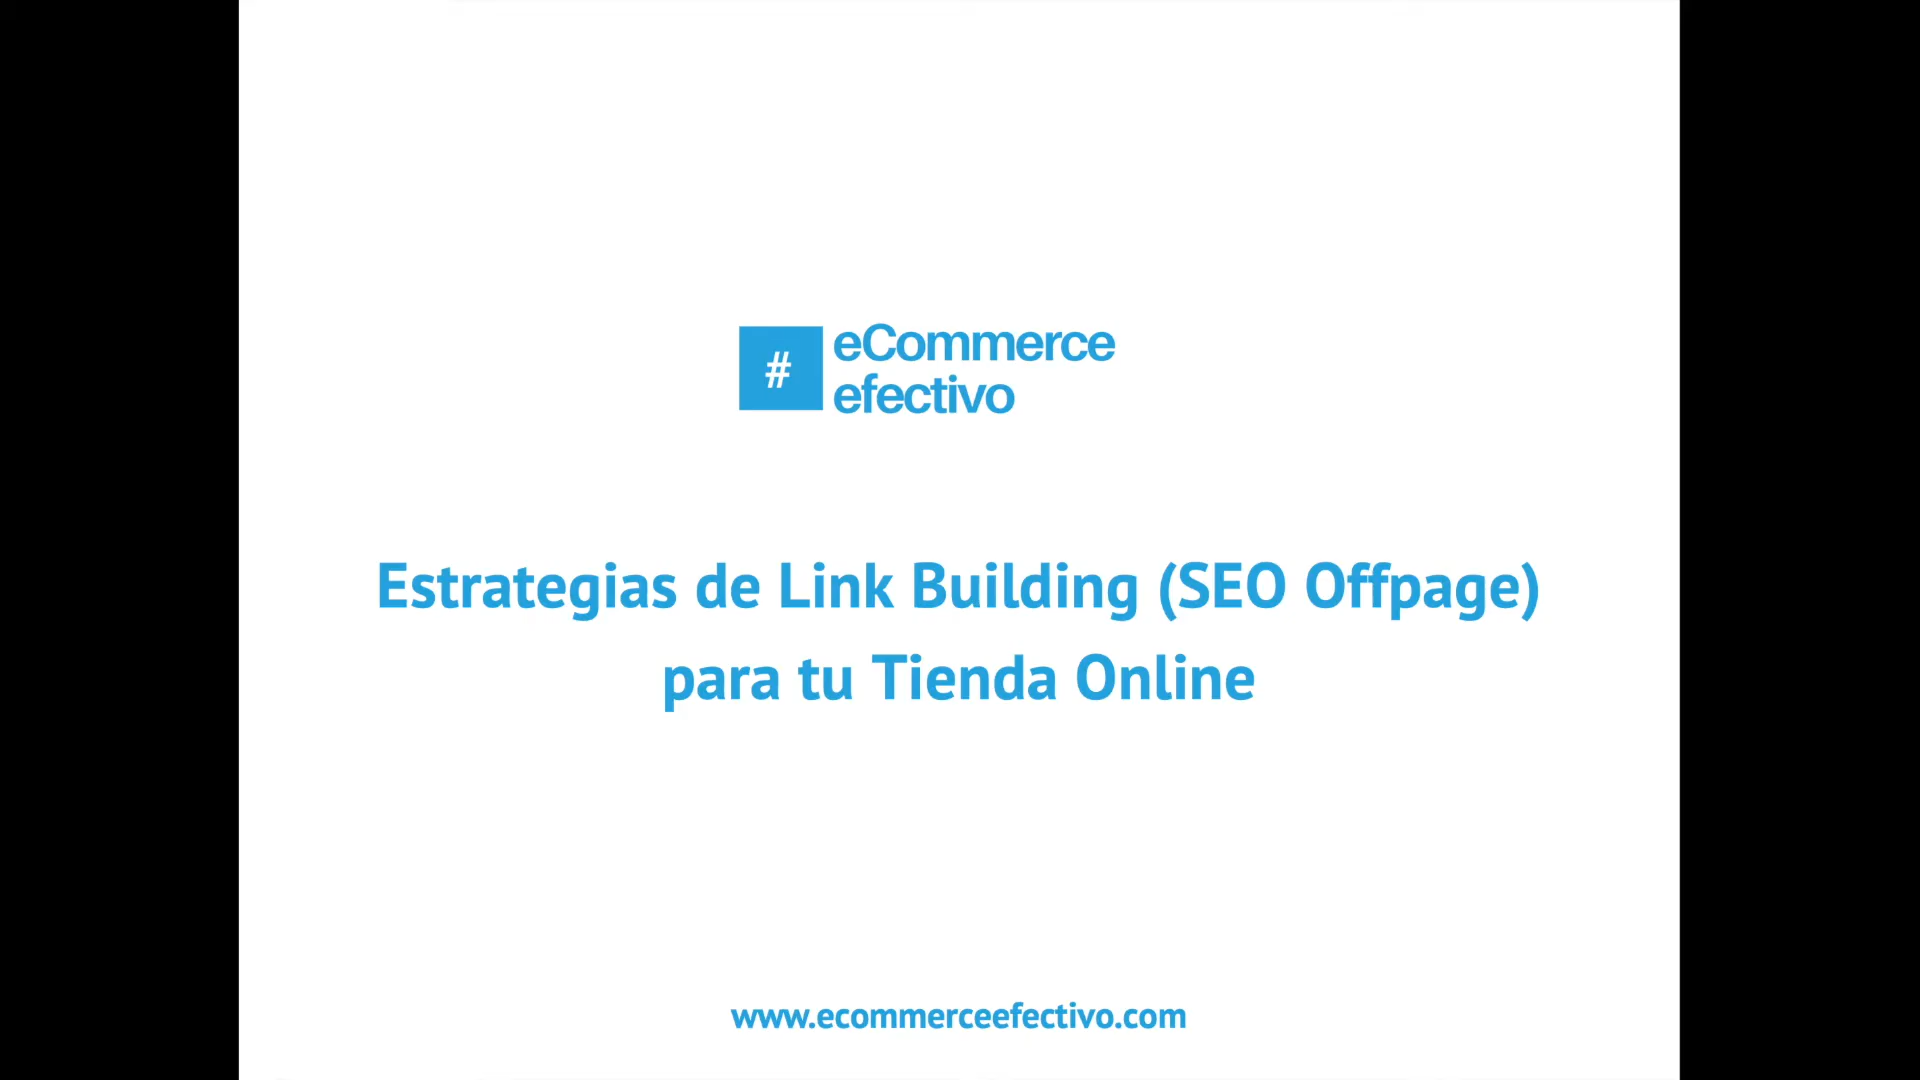 #
eCommerce
efectivo
Estrategias de Link Building (SEO Offpage)
para tu Tienda Online
www.ecommerceefectivo.com